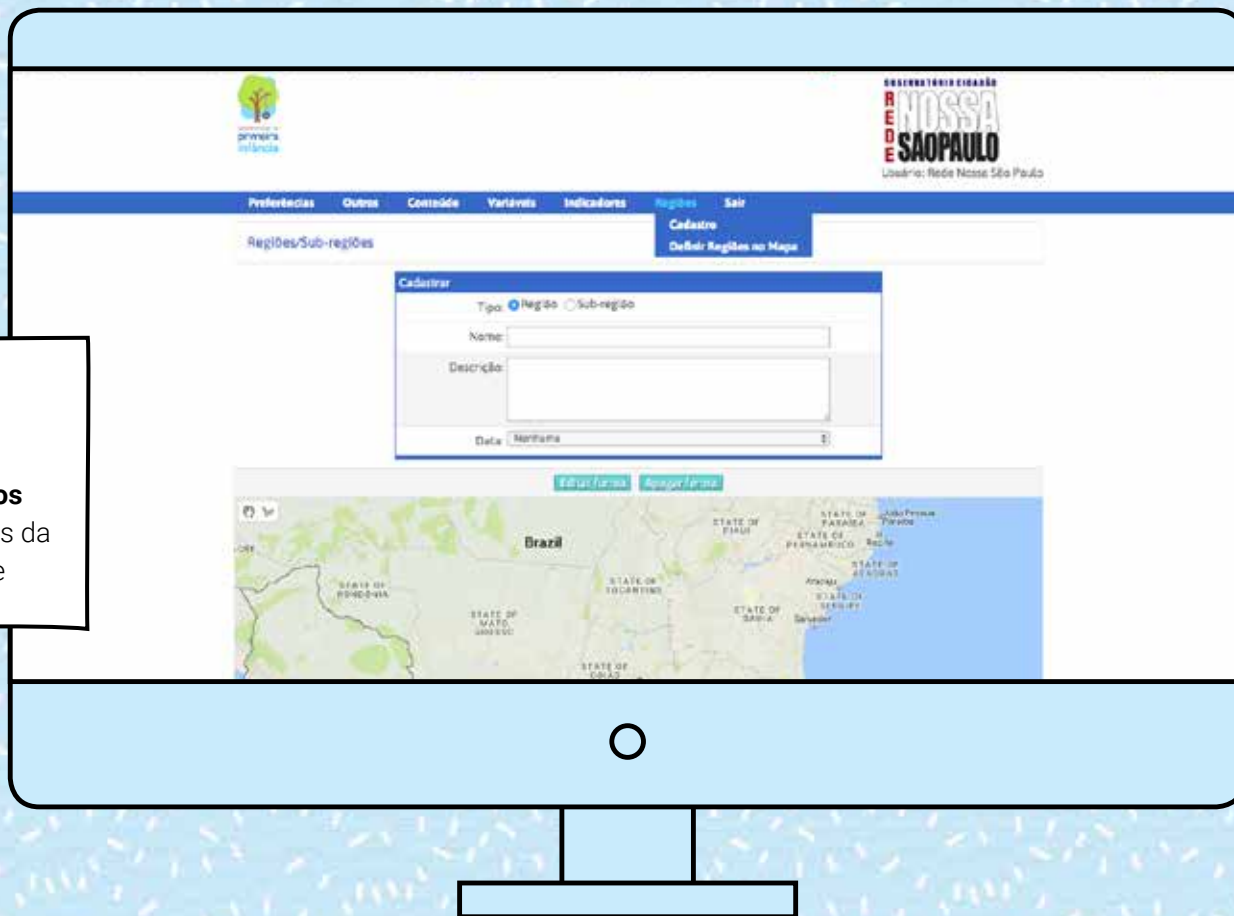 primeira
infância
OBSERVATÓRIO CIDADÃO
REDE
NOSSA
SÃOPAULO
Usuário: Rede Nossa São Paulo
Preferências Outros Conteúdo Variáveis Indicadores Regiões Sair
Cadastro
Definir Regiões no Mapa
Regiões/Sub-regiões
Cadastrar
Tipo: Região Sub-região
Nome:
Descrição:
Data: Nenhuma
Editar forma Apagar forma
os
s da
e
Brazil
STATE OF
PIAUÍ
STATE OF
PARAÍBA
João Pessoa
Paraíba
STATE OF
PERNAMBUCO
Recife
STATE OF
ALAGOAS
Aracaju
STATE OF
SERGIPE
STATE OF
RONDÔNIA
STATE OF
TOCANTINS
STATE OF
MATO
GROSSO
STATE OF
BAHIA
Salvador
STATE OF
GOIÁS